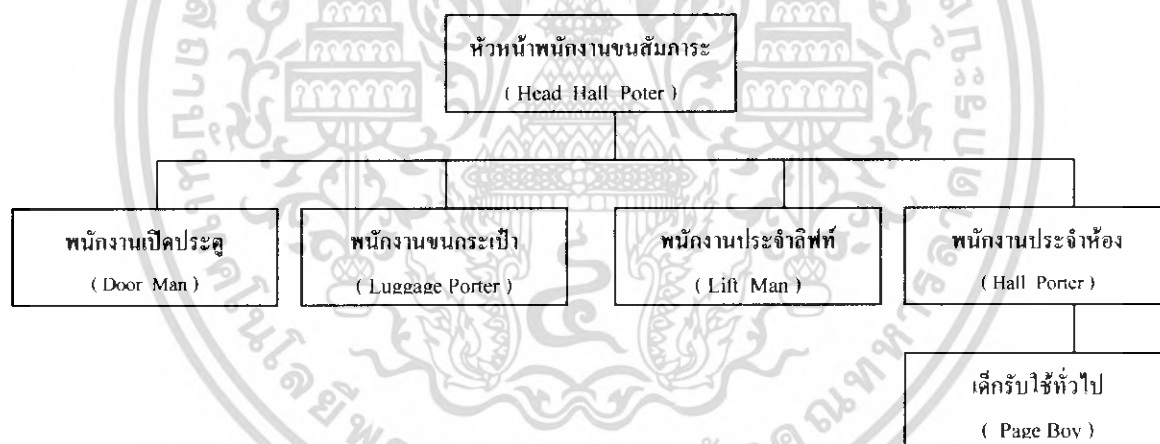 หัวหน้าพนักงานขนสัมภาระ
( Head Hall Poter )
พนักงานเปิดประตู
( Door Man )
พนักงานขนกระเป๋า
( Luggage Porter )
พนักงานประจำลิฟท์
( Lift Man )
พนักงานประจำห้อง
( Hall Porter )
เด็กรับใช้ทั่วไป
( Page Boy )